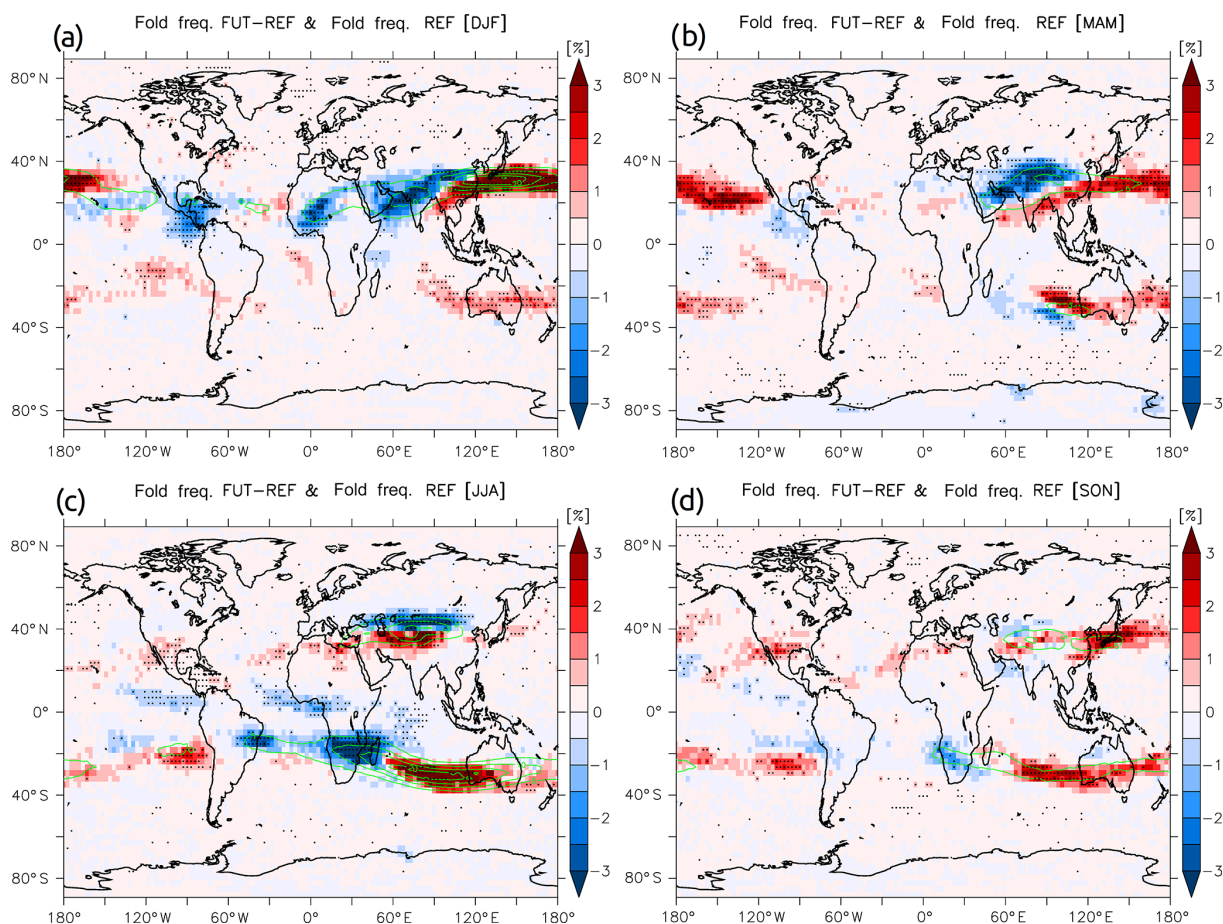 Fold freq. FUT-REF & Fold freq. REF [DJF]
(a)
[%]
80°N
40°N
0°
40°S
80°S
180° 120°W 60°W 0° 60°E 120°E 180°
3
2
1
0
-1
-2
-3
Fold freq. FUT-REF & Fold freq. REF [MAM]
(b)
[%]
80°N
40°N
0°
40°S
80°S
180° 120°W 60°W 0° 60°E 120°E 180°
3
2
1
0
-1
-2
-3
Fold freq. FUT-REF & Fold freq. REF [JJA]
(c)
[%]
80°N
40°N
0°
40°S
80°S
180° 120°W 60°W 0° 60°E 120°E 180°
3
2
1
0
-1
-2
-3
Fold freq. FUT-REF & Fold freq. REF [SON]
(d)
[%]
80°N
40°N
0°
40°S
80°S
180° 120°W 60°W 0° 60°E 120°E 180°
3
2
1
0
-1
-2
-3